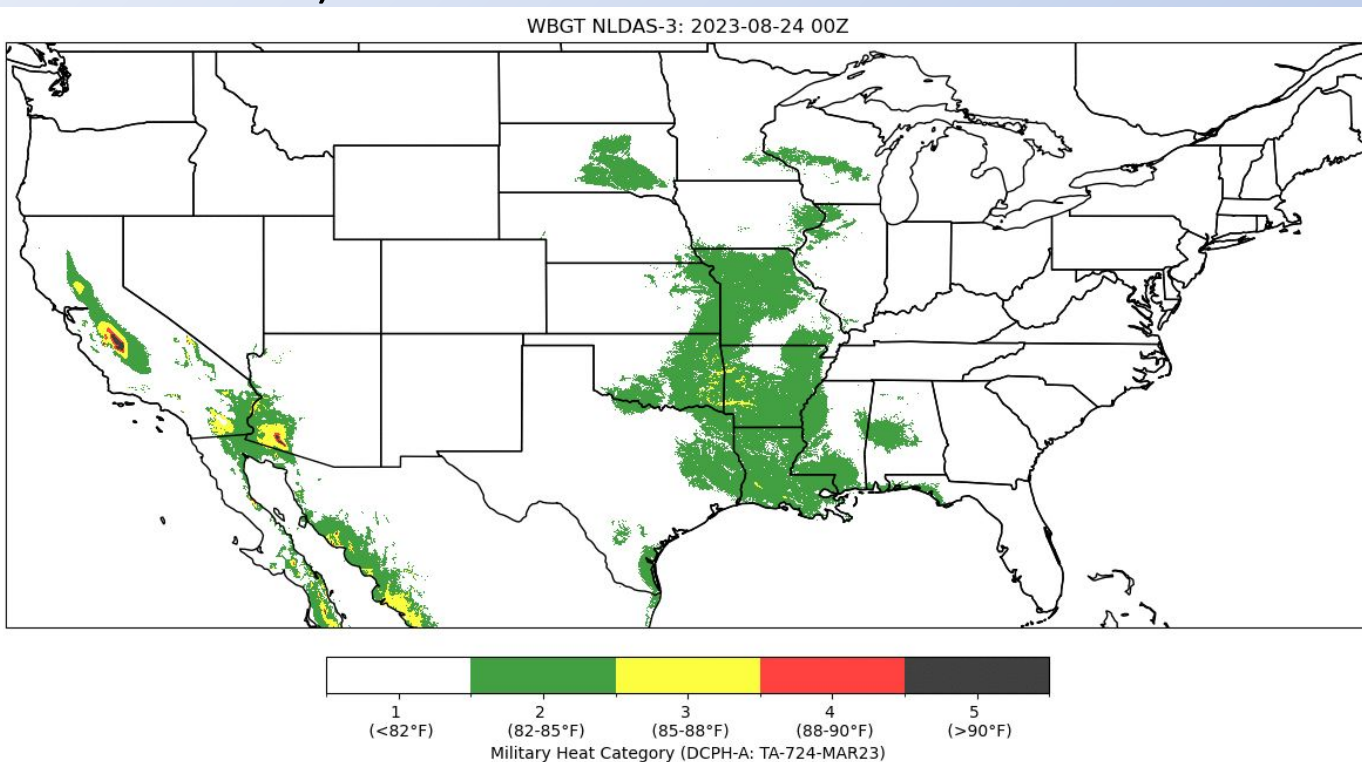 WBGT NLDAS-3: 2023-08-24 00Z
1 2 3 4 5
(<82°F) (82-85°F) (85-88°F) (88-90°F) (>90°F)
Military Heat Category (DCPH-A: TA-724-MAR23)